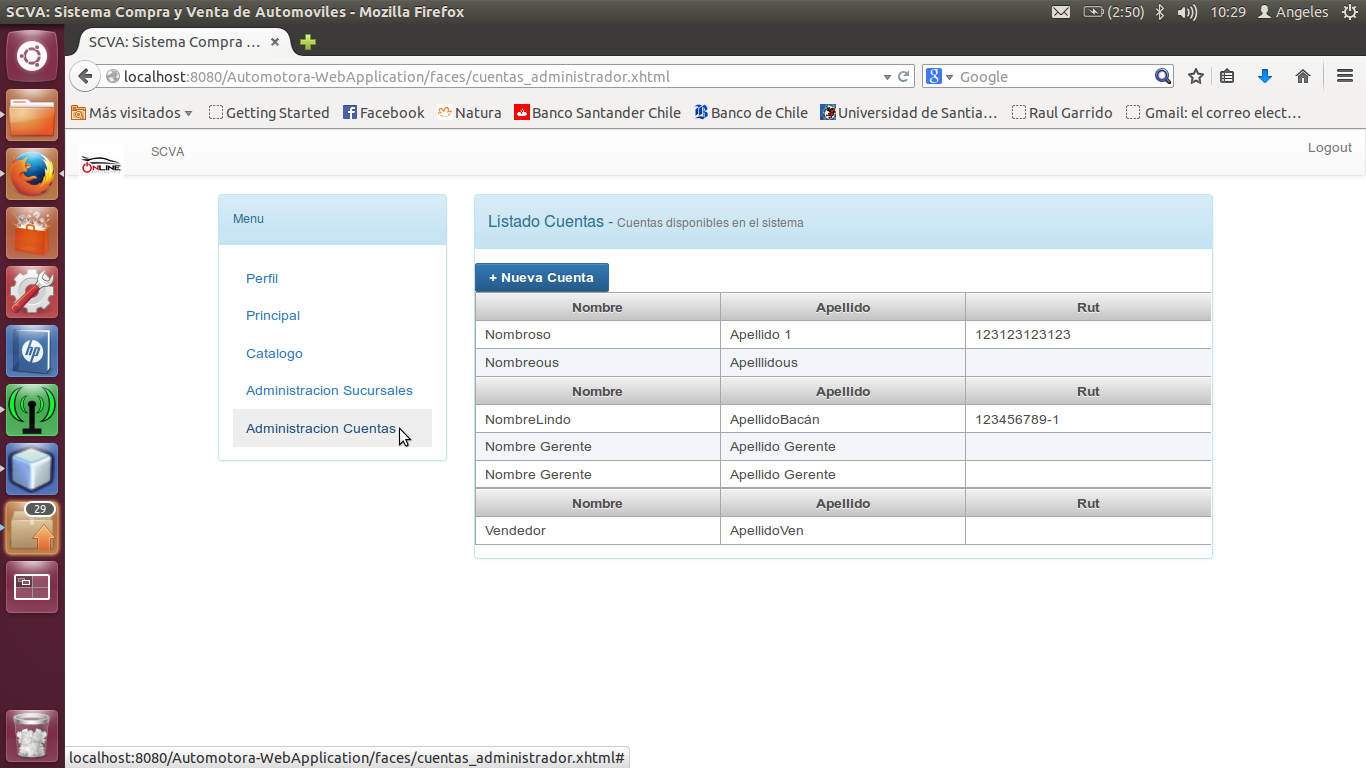 SCVA: Sistema Compra y Venta de Automoviles - Mozilla Firefox (2:50) 10:29 Angeles
SCVA: Sistema Compra ...
localhost:8080/Automotora-WebApplication/faces/cuentas_administrador.xhtml Google
Más visitados Getting Started Facebook Natura Banco Santander Chile Banco de Chile Universidad de Santia... Raul Garrido Gmail: el correo elect...
ONLINE SCVA Logout
Menu
Perfil
Principal
Catalogo
Administracion Sucursales
Administracion Cuentas
Listado Cuentas - Cuentas disponibles en el sistema
+ Nueva Cuenta
Nombre Apellido Rut
Nombroso Apellido 1 123123123123
Nombreous Apelllidous
Nombre Apellido Rut
NombreLindo ApellidoBacán 123456789-1
Nombre Gerente Apellido Gerente
Nombre Gerente Apellido Gerente
Nombre Apellido Rut
Vendedor ApellidoVen
29
localhost:8080/Automotora-WebApplication/faces/cuentas_administrador.xhtml#